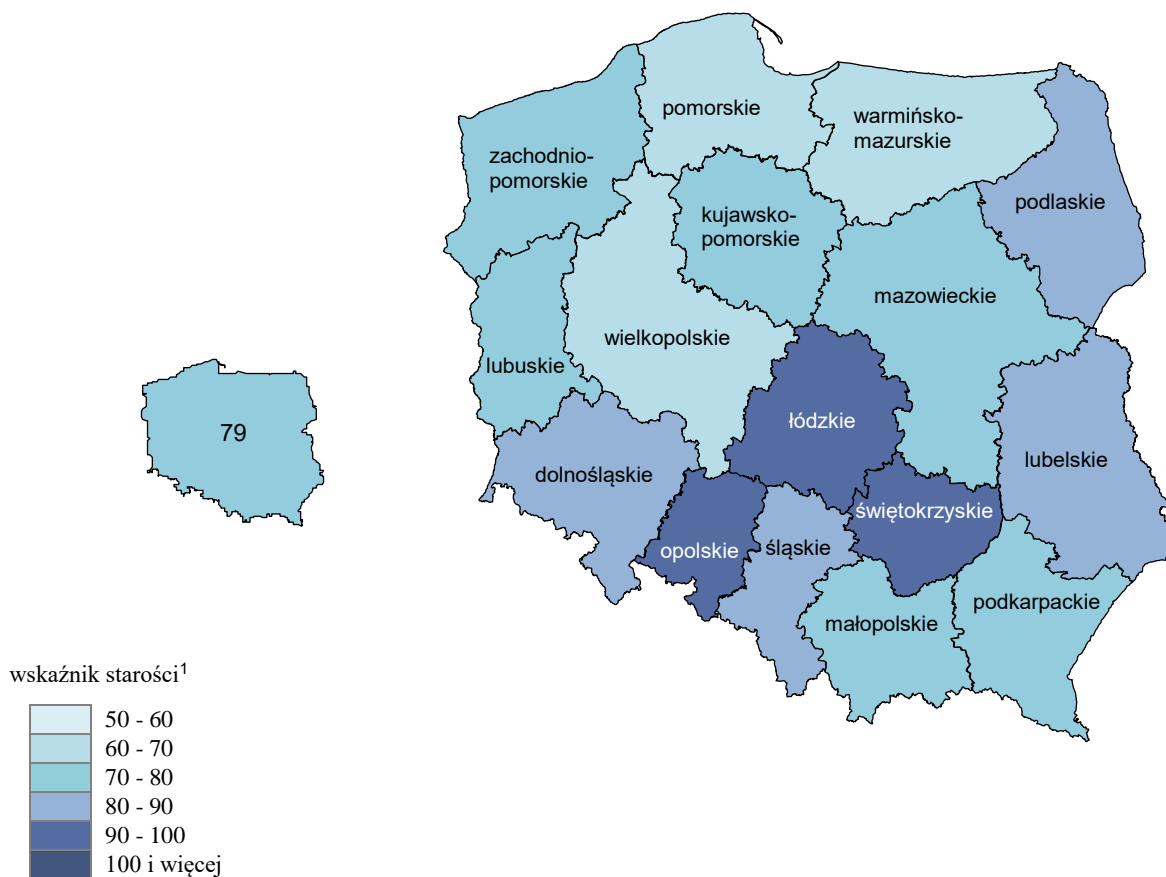 pomorskie
warmińsko-
mazurskie
zachodnio-
pomorskie
podlaskie
kujawsko-
pomorskie
mazowieckie
wielkopolskie
lubuskie
79
łódzkie
dolnośląskie
lubelskie
świętokrzyskie
opolskie
śląskie
podkarpackie
małopolskie
wskaźnik starości¹
50 - 60
60 - 70
70 - 80
80 - 90
90 - 100
100 i więcej